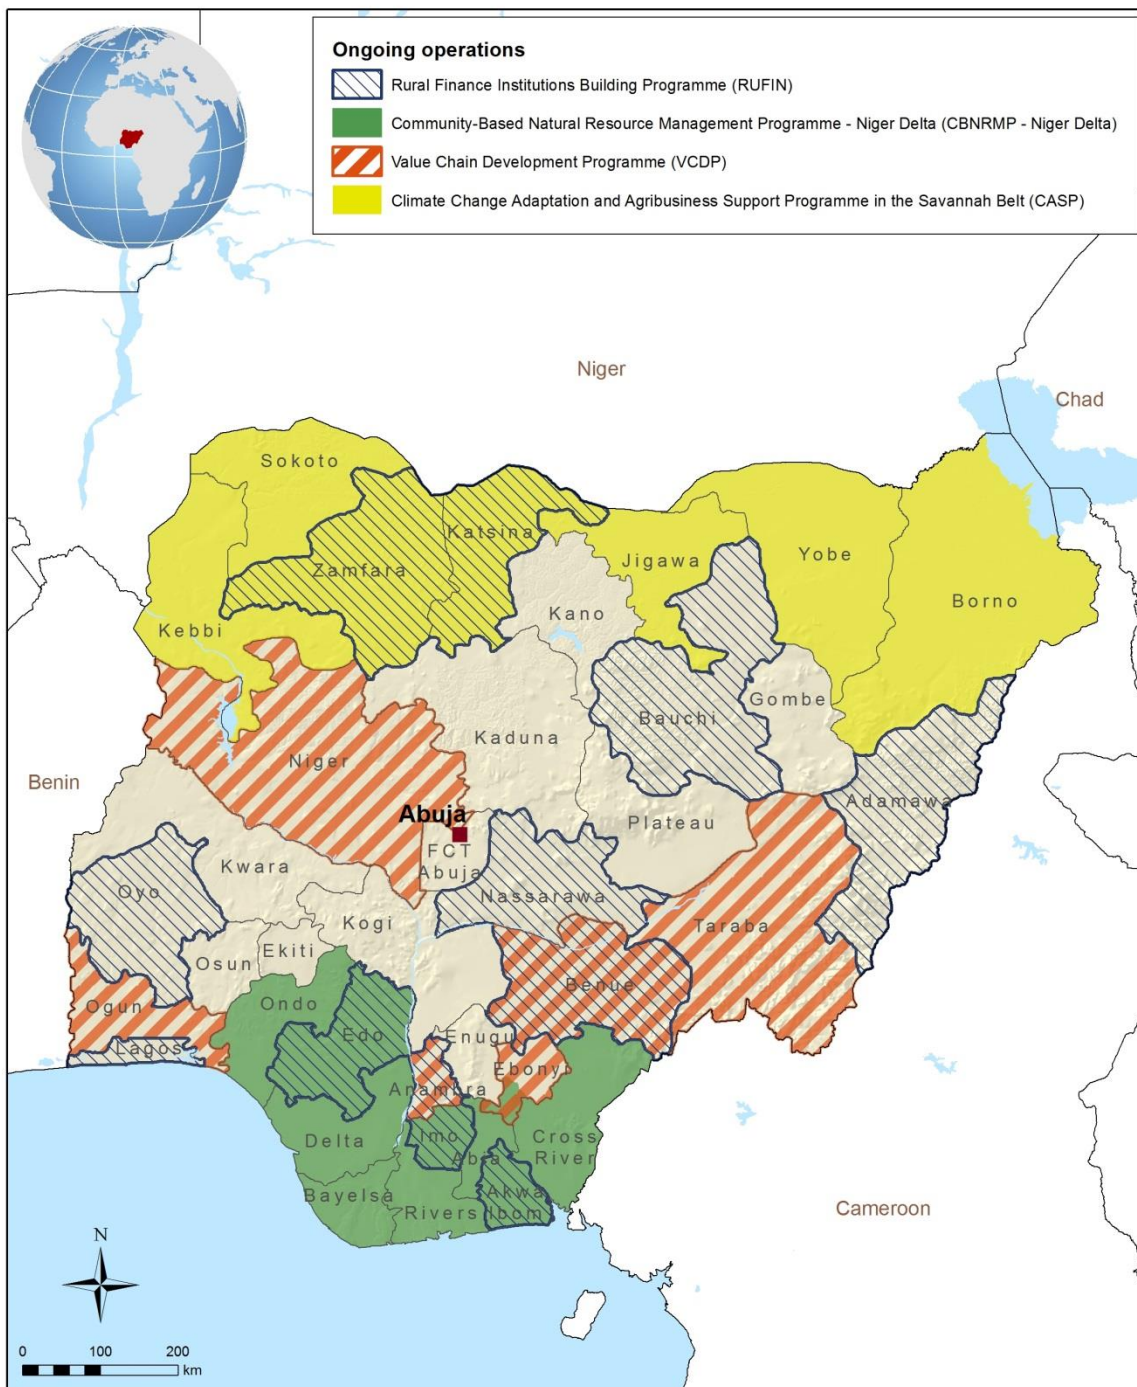 Ongoing operations
Rural Finance Institutions Building Programme (RUFIN)
Community-Based Natural Resource Management Programme - Niger Delta (CBNRMP - Niger Delta)
Value Chain Development Programme (VCDP)
Climate Change Adaptation and Agribusiness Support Programme in the Savannah Belt (CASP)
Niger
Chad
Sokoto
Katsina
Zamfara
Jigawa
Yobe
Borno
Kano
Kebbi
Gombe
Bauchi
Kaduna
Niger
Benin
Adamawa
Abuja
Plateau
FCT
Abuja
Kwara
Oyo
Nassarawa
Kogi
Taraba
Ekiti
Osun
Benue
Ogun
Ondo
Edo
Enugu
Lagos
Ebonyi
Anambra
Delta
Imo
Cross
River
Abia
Bayelsa
Akwa
Ibom
Rivers
Cameroon
N
0 100 200
km